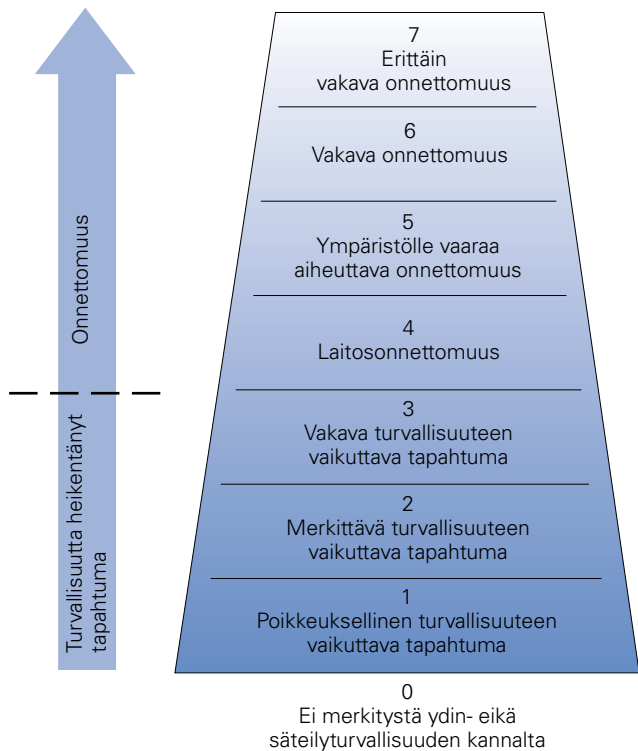 Onnettomuus
Turvallisuutta heikentänyt
tapahtuma
7
Erittäin
vakava onnettomuus
6
Vakava onnettomuus
5
Ympäristölle vaaraa
aiheuttava onnettomuus
4
Laitosonnettomuus
3
Vakava turvallisuuteen
vaikuttava tapahtuma
2
Merkittävä turvallisuuteen
vaikuttava tapahtuma
1
Poikkeuksellinen turvallisuuteen
vaikuttava tapahtuma
0
Ei merkitystä ydin- eikä
säteilyturvallisuuden kannalta